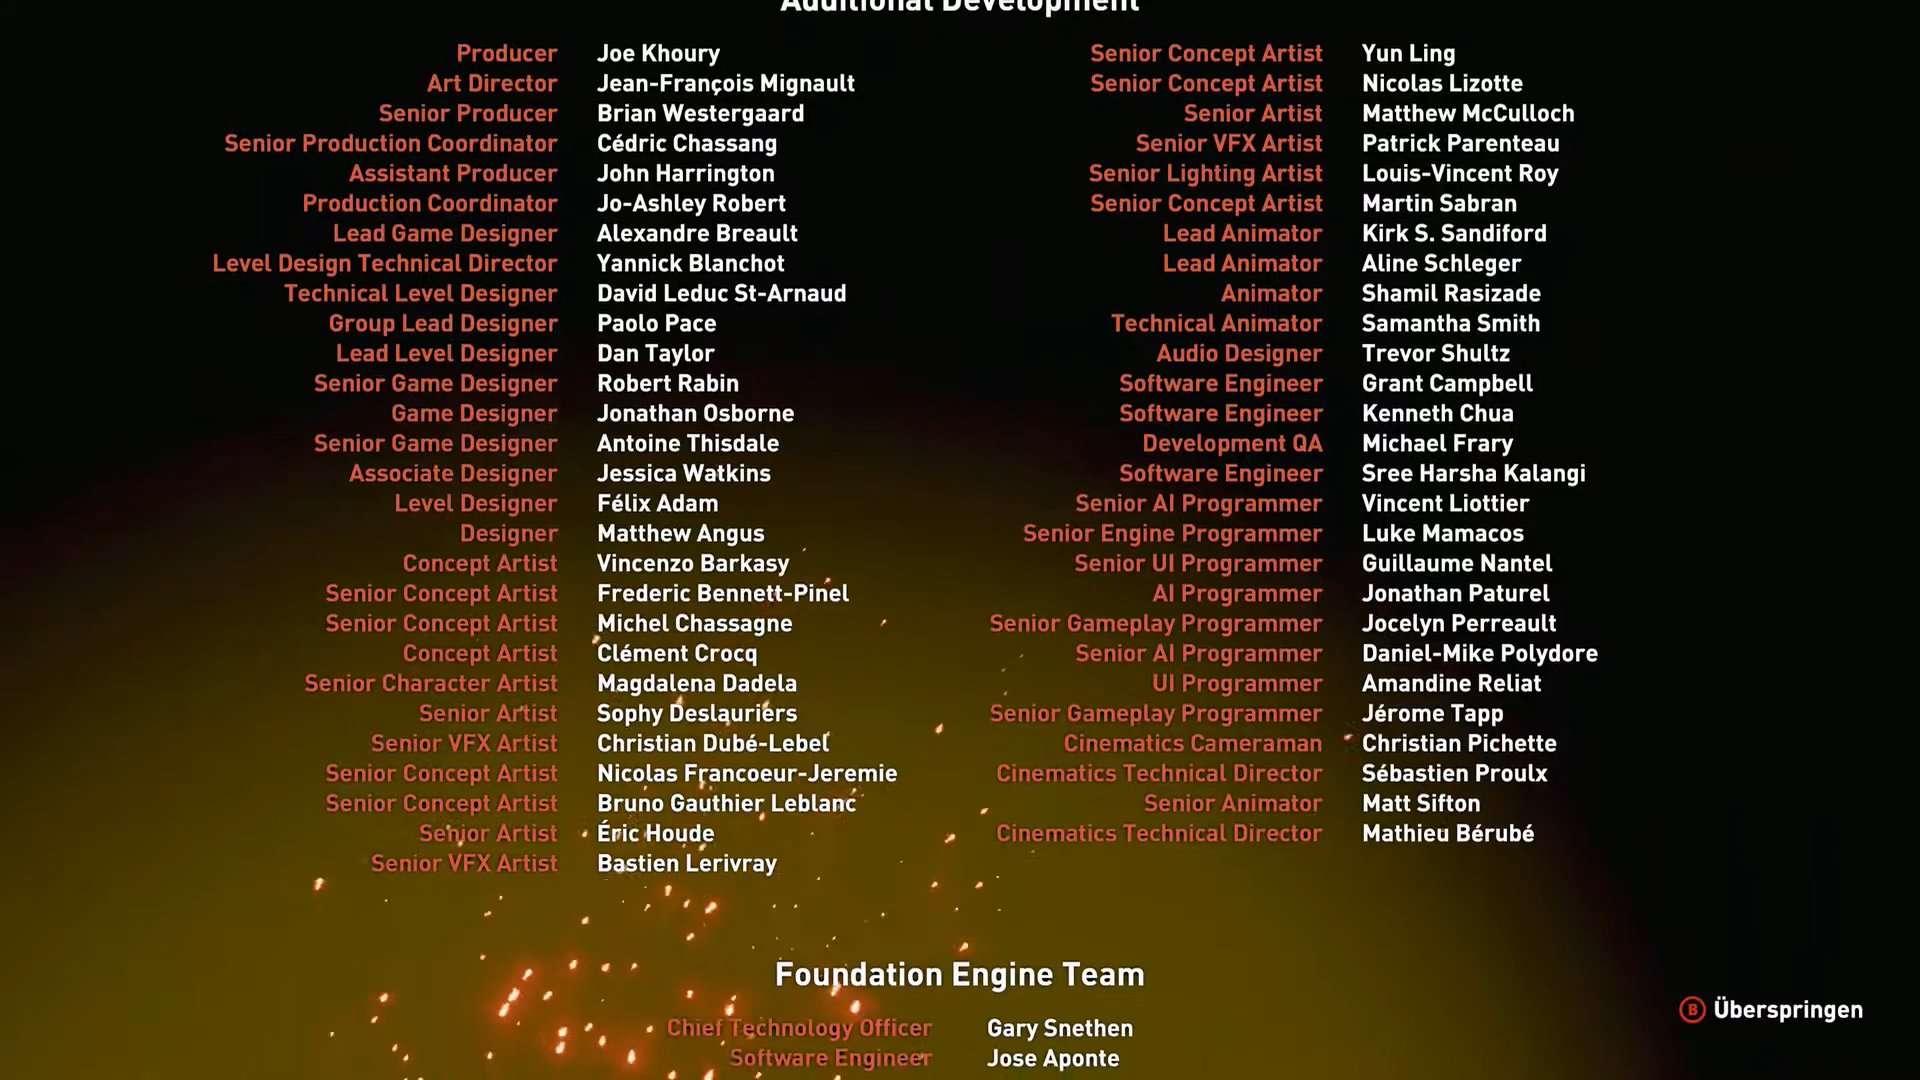 Additional Development
Producer Joe Khoury
Art Director Jean-François Mignault
Senior Producer Brian Westergaard
Senior Production Coordinator Cédric Chassang
Assistant Producer John Harrington
Production Coordinator Jo-Ashley Robert
Lead Game Designer Alexandre Breault
Level Design Technical Director Yannick Blanchot
Technical Level Designer David Leduc St-Arnaud
Group Lead Designer Paolo Pace
Lead Level Designer Dan Taylor
Senior Game Designer Robert Rabin
Game Designer Jonathan Osborne
Senior Game Designer Antoine Thisdale
Associate Designer Jessica Watkins
Level Designer Félix Adam
Designer Matthew Angus
Concept Artist Vincenzo Barkasy
Senior Concept Artist Frederic Bennett-Pinel
Senior Concept Artist Michel Chassagne
Concept Artist Clément Crocq
Senior Character Artist Magdalena Dadela
Senior Artist Sophy Deslauriers
Senior VFX Artist Christian Dubé-Lebel
Senior Concept Artist Nicolas Francoeur-Jeremie
Senior Concept Artist Bruno Gauthier Leblanc
Senior Artist Éric Houde
Senior VFX Artist Bastien Lerivray
Senior Concept Artist Yun Ling
Senior Concept Artist Nicolas Lizotte
Senior Artist Matthew McCulloch
Senior VFX Artist Patrick Parenteau
Senior Lighting Artist Louis-Vincent Roy
Senior Concept Artist Martin Sabran
Lead Animator Kirk S. Sandiford
Lead Animator Aline Schleger
Animator Shamil Rasizade
Technical Animator Samantha Smith
Audio Designer Trevor Shultz
Software Engineer Grant Campbell
Software Engineer Kenneth Chua
Development QA Michael Frary
Software Engineer Sree Harsha Kalangi
Senior AI Programmer Vincent Liottier
Senior Engine Programmer Luke Mamacos
Senior UI Programmer Guillaume Nantel
AI Programmer Jonathan Paturel
Senior Gameplay Programmer Jocelyn Perreault
Senior AI Programmer Daniel-Mike Polydore
UI Programmer Amandine Reliat
Senior Gameplay Programmer Jérome Tapp
Cinematics Cameraman Christian Pichette
Cinematics Technical Director Sébastien Proulx
Senior Animator Matt Sifton
Cinematics Technical Director Mathieu Bérubé
Foundation Engine Team
Chief Technology Officer Gary Snethen
Software Engineer Jose Aponte
B Überspringen